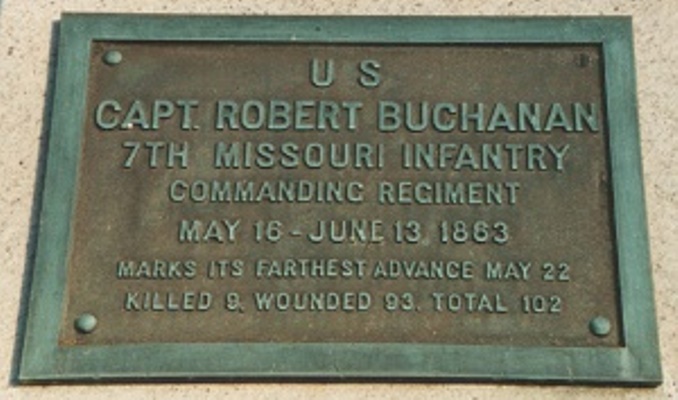 U S
CAPT. ROBERT BUCHANAN
7TH MISSOURI INFANTRY
COMMANDING REGIMENT
MAY 16 - JUNE 13, 1863
MARKS ITS FARTHEST ADVANCE MAY 22
KILLED 9, WOUNDED 93. TOTAL 102